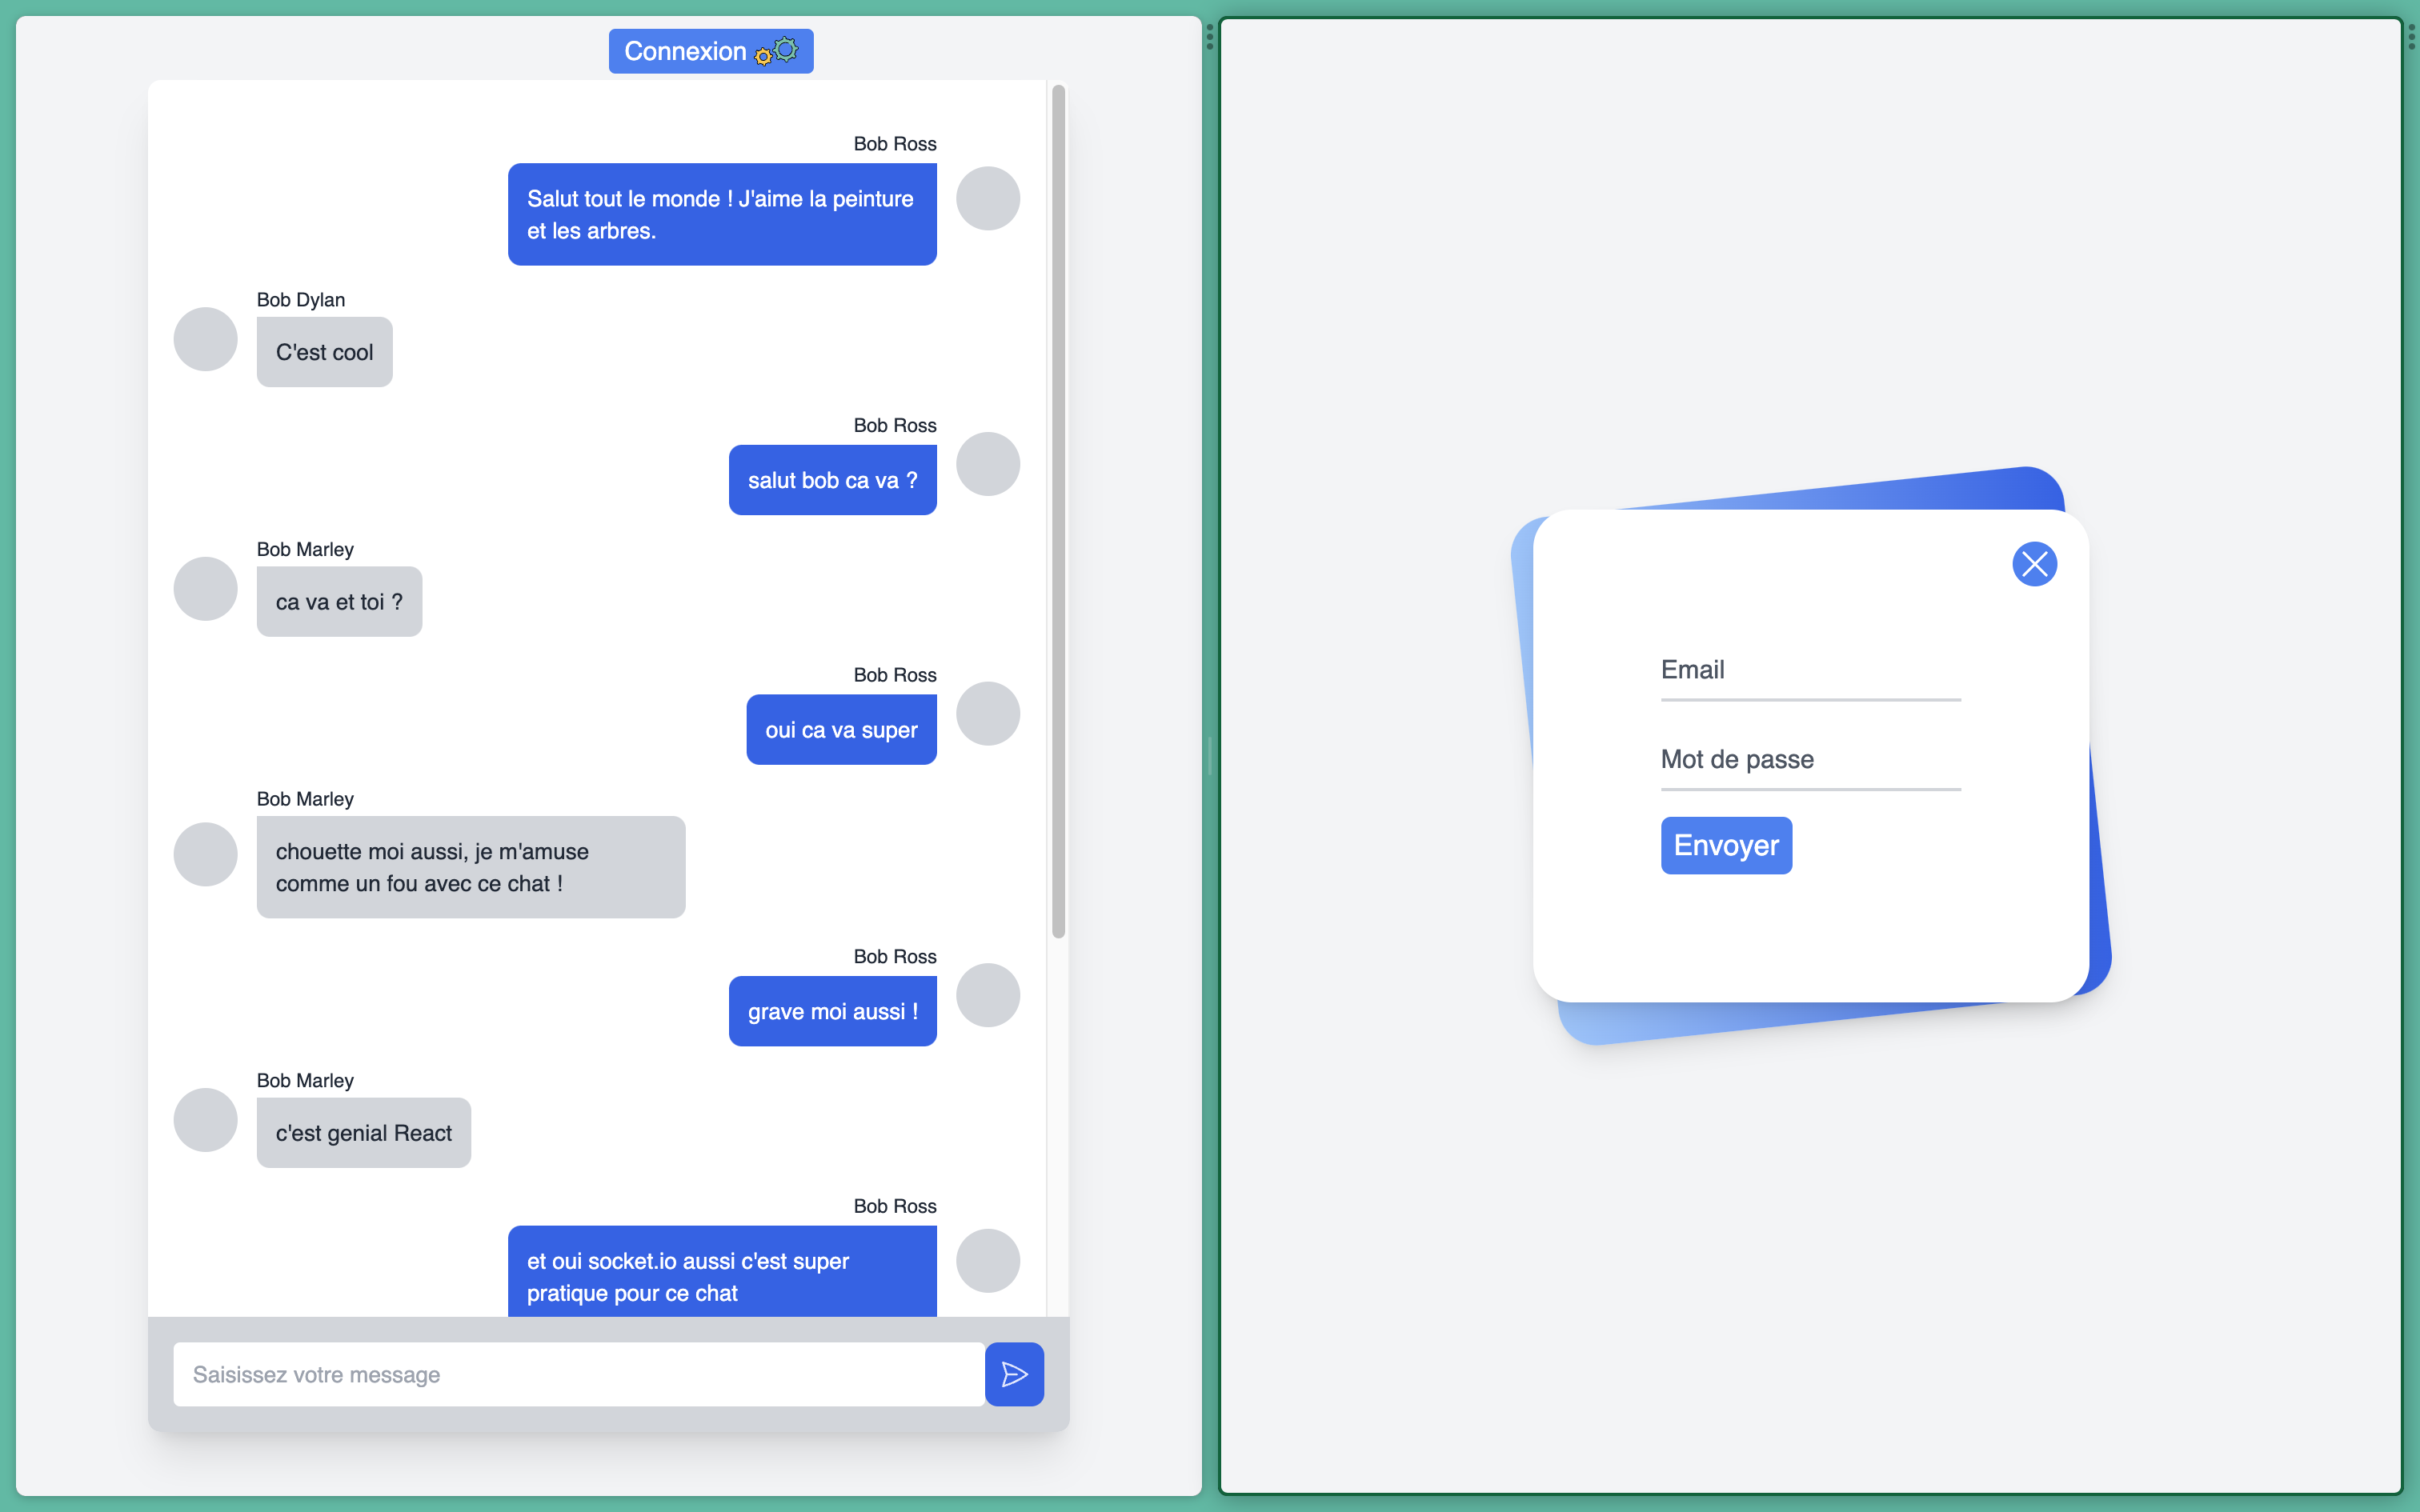 Connexion
Bob Ross
Salut tout le monde ! J'aime la peinture
et les arbres.
Bob Dylan
C'est cool
Bob Ross
salut bob ca va ?
Bob Marley
ca va et toi ?
Bob Ross
oui ca va super
Bob Marley
chouette moi aussi, je m'amuse
comme un fou avec ce chat !
Bob Ross
grave moi aussi !
Bob Marley
c'est genial React
Bob Ross
et oui socket.io aussi c'est super
pratique pour ce chat
Saisissez votre message
Email
Mot de passe
Envoyer